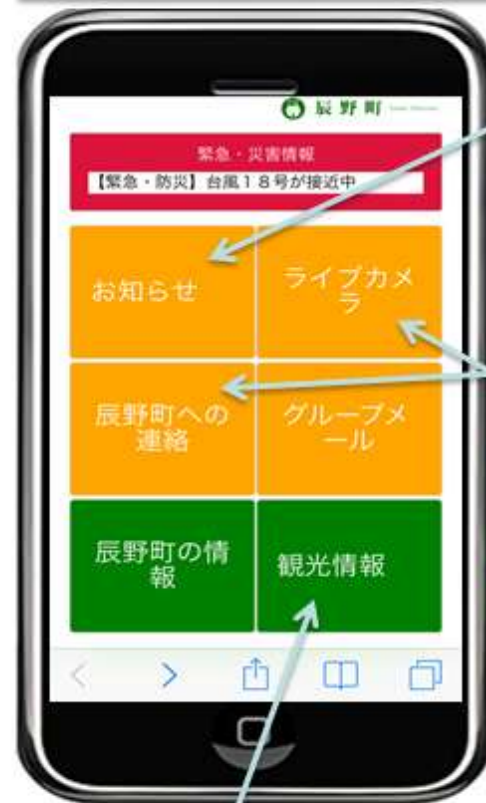 辰野町
緊急・災害情報
【緊急・防災】台風１８号が接近中
お知らせ
ライブカメ
ラ
辰野町への
連絡
グループメ
ール
辰野町の情
報
観光情報